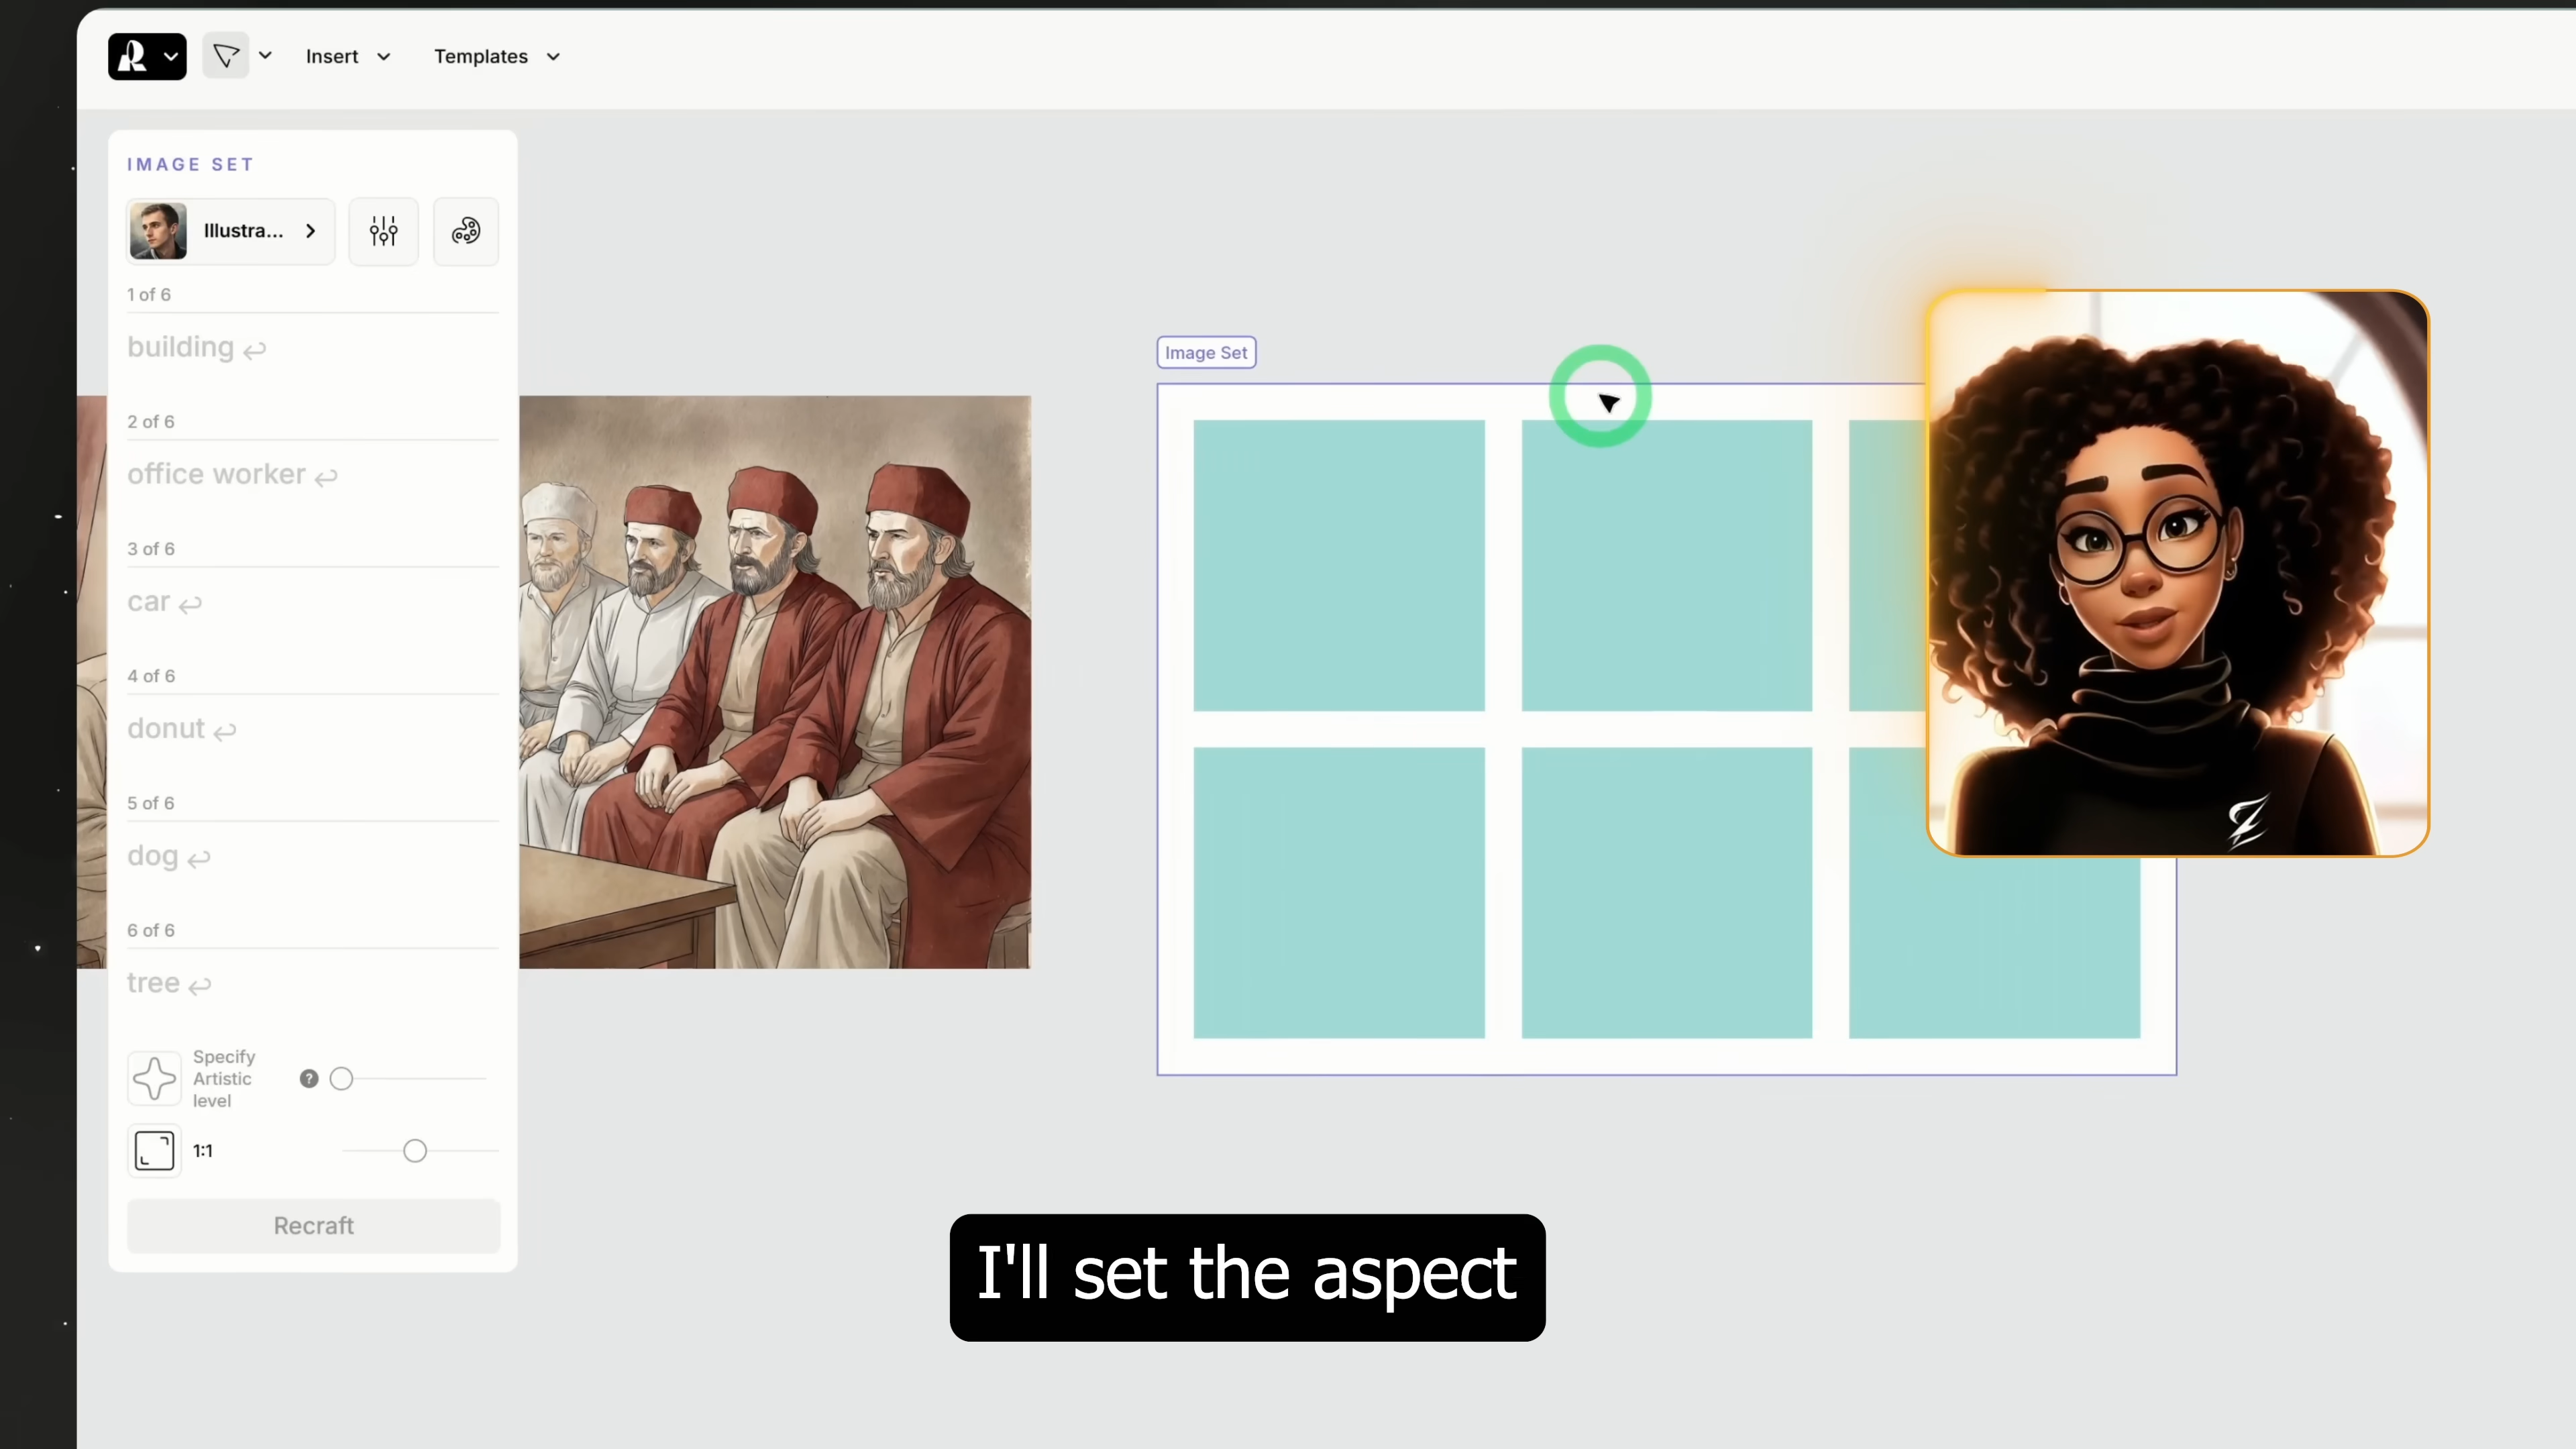 Insert
Templates
IMAGE SET
Illustra...
1 of 6
building
2 of 6
office worker
3 of 6
car
4 of 6
donut
5 of 6
dog
6 of 6
tree
Specify
Artistic
level
?
1:1
Recraft
Image Set
I'll set the aspect